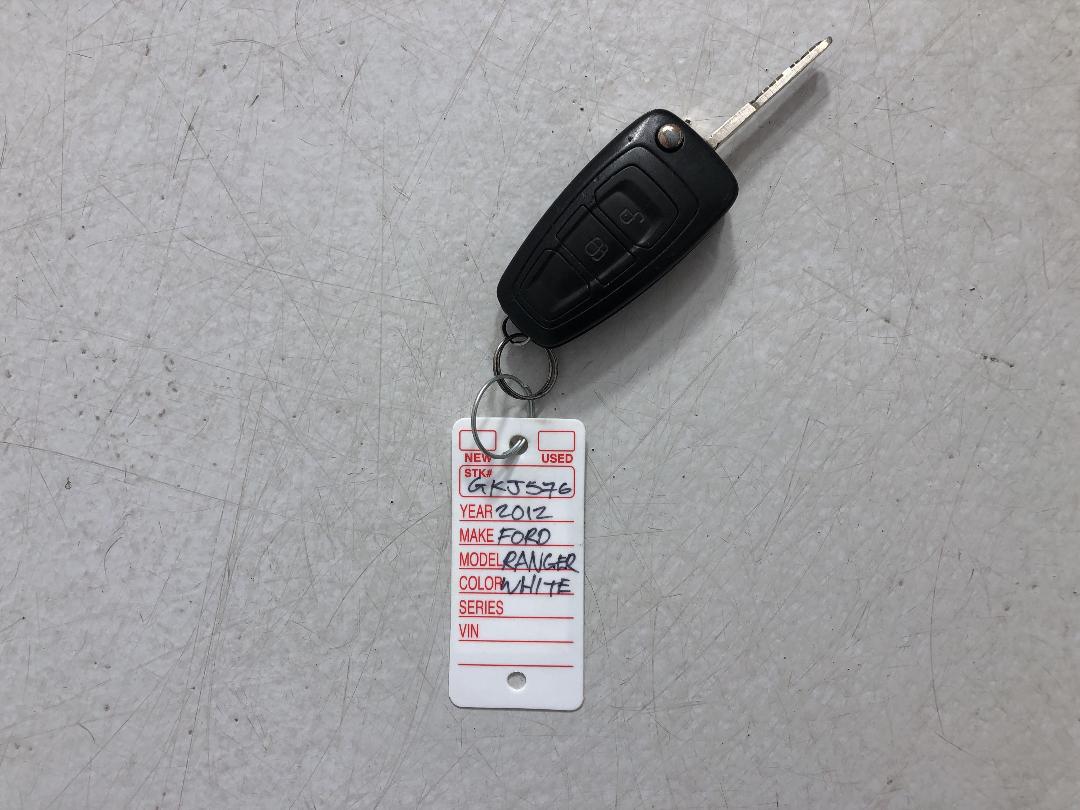 NEW USED
STK#
GKJ576
YEAR 2012
MAKE FORD
MODEL RANGER
COLOR WHITE
SERIES
VIN